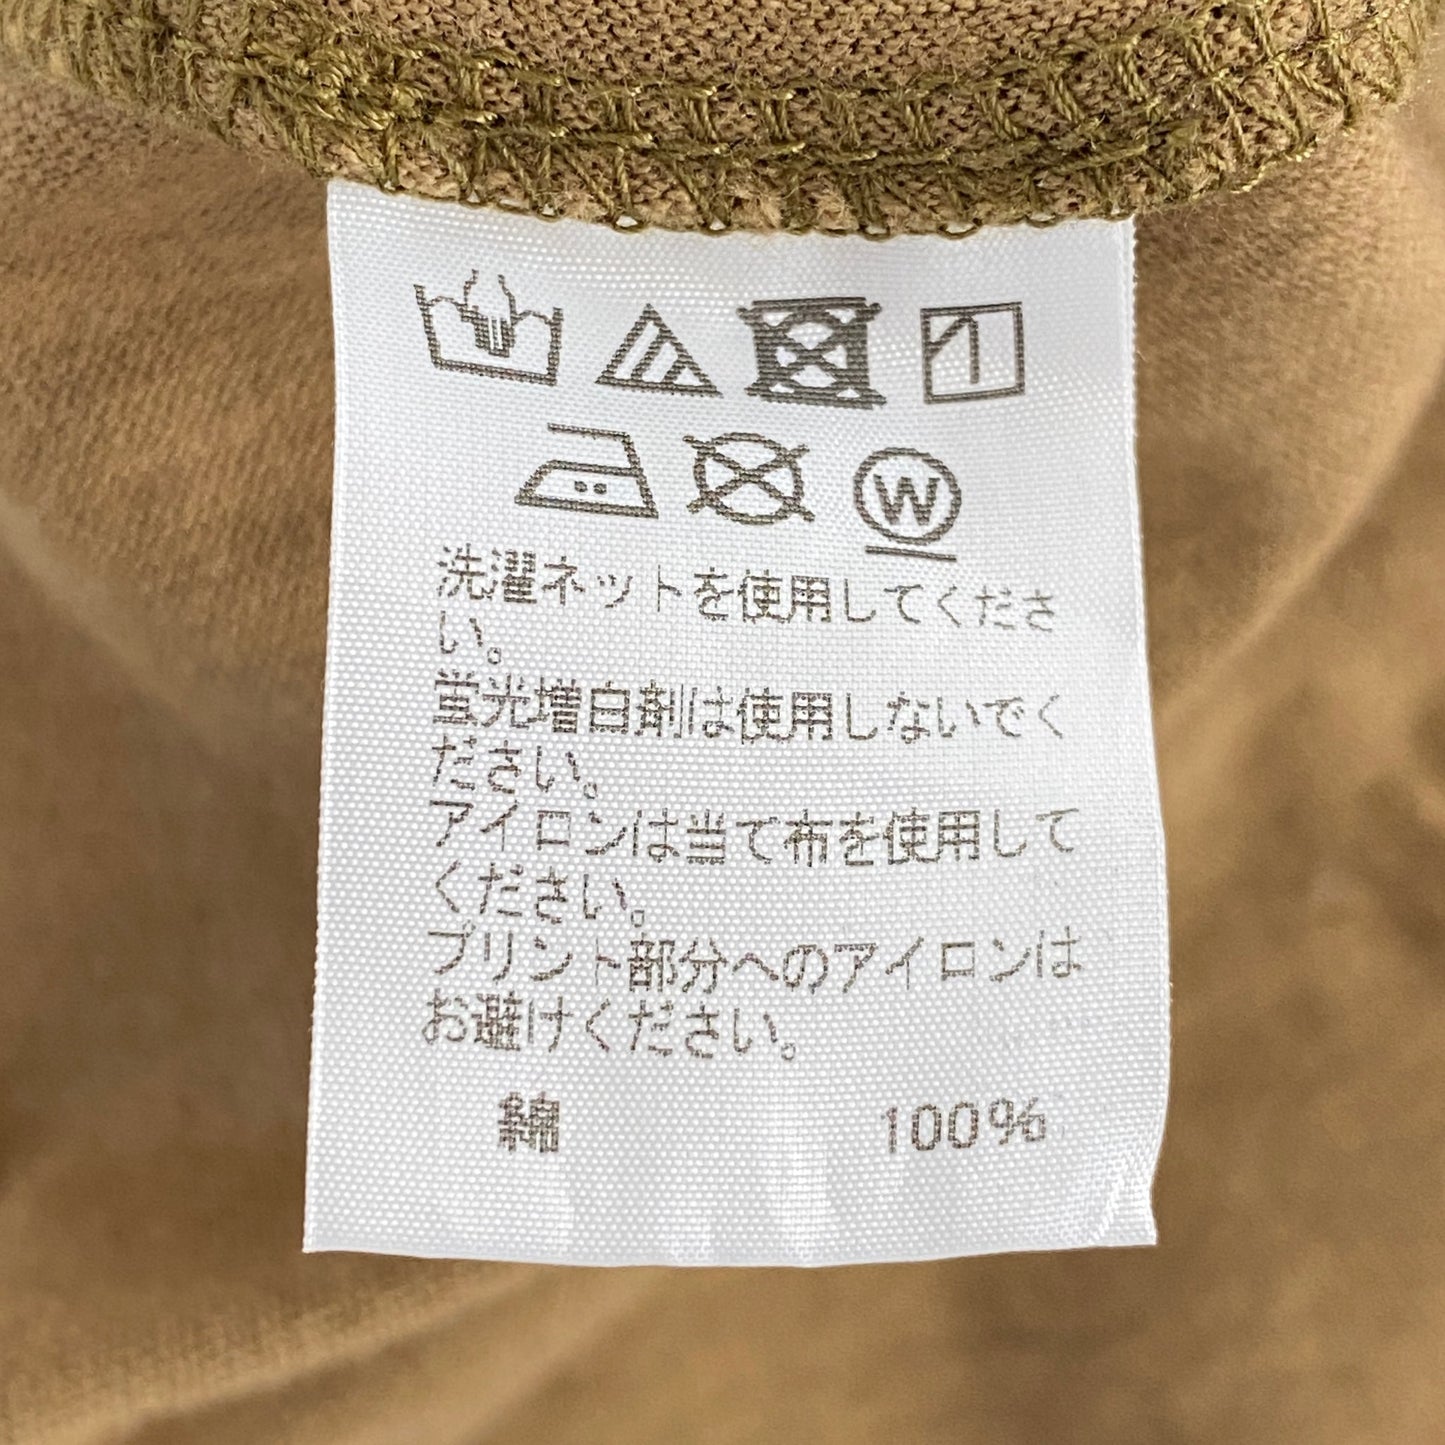 W
洗濯ネットを使用してくださ
い。
蛍光増白剤は使用しないでく
ださい。
アイロンは当て布を使用して
ください。
プリント部分へのアイロンは
お避けください。
綿 100%